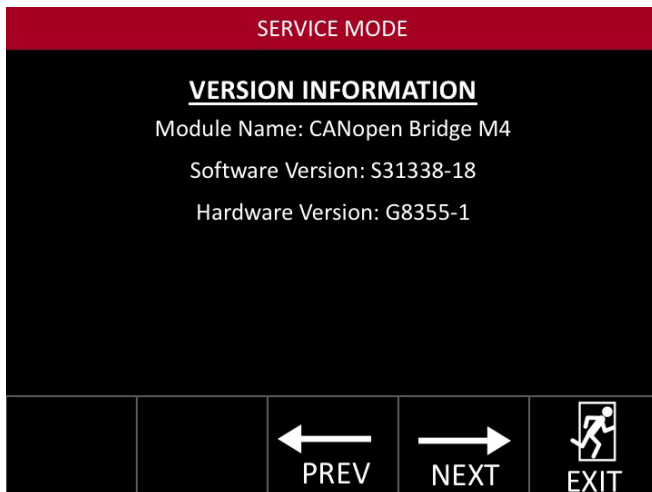 SERVICE MODE
VERSION INFORMATION
Module Name: CANopen Bridge M4
Software Version: S31338-18
Hardware Version: G8355-1
PREV
NEXT
EXIT